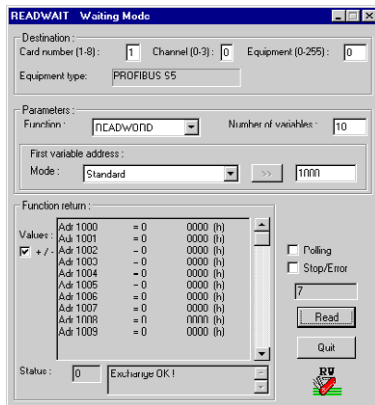 READWAIT Waiting Mode
Destination :
Card number (1-8) : 1 Channel (0-3) : 0 Equipment (0-255) : 0
Equipment type: PROFIBUS S5
Parameters :
Function : READWORD Number of variables : 10
First variable address :
Mode : Standard >> 1000
Function return :
Values :
+ / -
Adr 1000 = 0 0000 (h)
Adr 1001 = 0 0000 (h)
Adr 1002 = 0 0000 (h)
Adr 1003 = 0 0000 (h)
Adr 1004 = 0 0000 (h)
Adr 1005 = 0 0000 (h)
Adr 1006 = 0 0000 (h)
Adr 1007 = 0 0000 (h)
Adr 1008 = 0 0000 (h)
Adr 1009 = 0 0000 (h)
Polling
Stop/Error
7
Read
Quit
Status : 0 Exchange OK !
RW